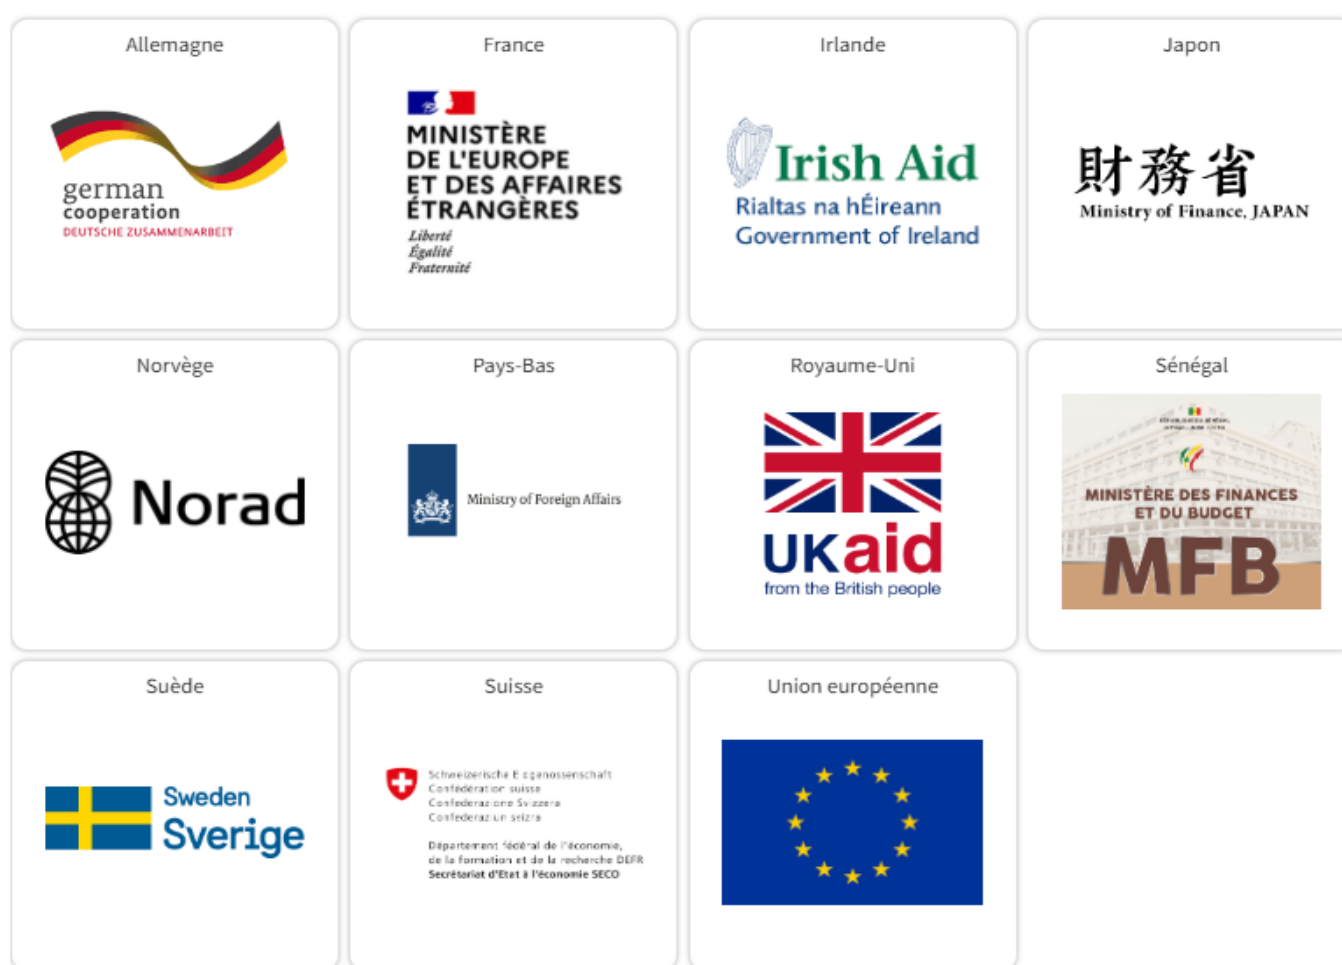 Allemagne
german
cooperation
DEUTSCHE ZUSAMMENARBEIT
France
MINISTÈRE
DE L'EUROPE
ET DES AFFAIRES
ÉTRANGÈRES
Liberté
Égalité
Fraternité
Irlande
Irish Aid
Rialtas na hÉireann
Government of Ireland
Japon
財務省
Ministry of Finance, JAPAN
Norvège
Norad
Pays-Bas
Ministry of Foreign Affairs
Royaume-Uni
UKaid
from the British people
Sénégal
MINISTÈRE DES FINANCES
ET DU BUDGET
MFB
Suède
Sweden
Sverige
Suisse
Schweizerische Eidgenossenschaft
Confédération suisse
Confederazione Svizzera
Confederaziun svizra
Département fédéral de l'économie,
de la formation et de la recherche DEFR
Secrétariat d'Etat à l'économie SECO
Union européenne